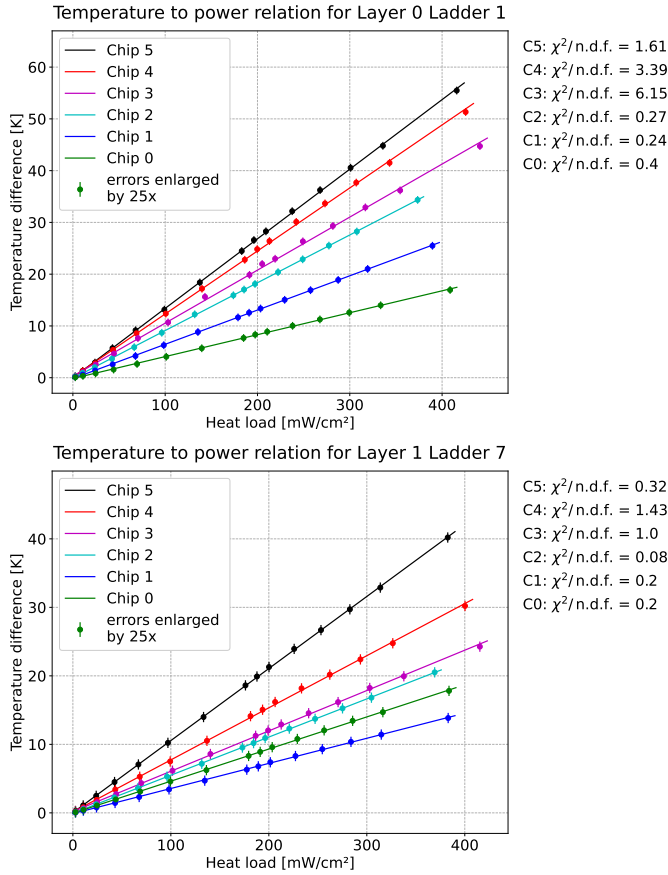 Temperature to power relation for Layer 0 Ladder 1
Chip 5
Chip 4
Chip 3
Chip 2
Chip 1
Chip 0
errors enlarged
by 25x
C5: χ²/n.d.f. = 1.61
C4: χ²/n.d.f. = 3.39
C3: χ²/n.d.f. = 6.15
C2: χ²/n.d.f. = 0.27
C1: χ²/n.d.f. = 0.24
C0: χ²/n.d.f. = 0.4
Temperature difference [K]
60
50
40
30
20
10
0
0 100 200 300 400
Heat load [mW/cm²]
Temperature to power relation for Layer 1 Ladder 7
Chip 5
Chip 4
Chip 3
Chip 2
Chip 1
Chip 0
errors enlarged
by 25x
C5: χ²/n.d.f. = 0.32
C4: χ²/n.d.f. = 1.43
C3: χ²/n.d.f. = 1.0
C2: χ²/n.d.f. = 0.08
C1: χ²/n.d.f. = 0.2
C0: χ²/n.d.f. = 0.2
Temperature difference [K]
40
30
20
10
0
0 100 200 300 400
Heat load [mW/cm²]